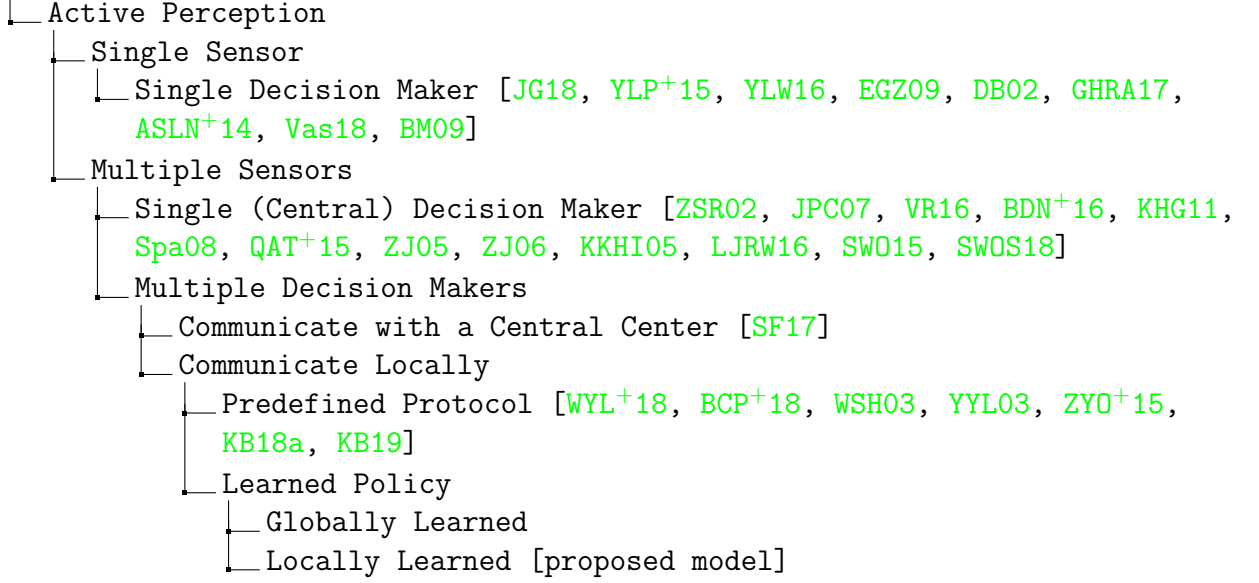 Active Perception
Single Sensor
Single Decision Maker [JG18, YLP+15, YLW16, EGZ09, DB02, GHRA17,
ASLN+14, Vas18, BM09]
Multiple Sensors
Single (Central) Decision Maker [ZSR02, JPC07, VR16, BDN+16, KHG11,
Spa08, QAT+15, ZJ05, ZJ06, KKHI05, LJRW16, SWO15, SWOS18]
Multiple Decision Makers
Communicate with a Central Center [SF17]
Communicate Locally
Predefined Protocol [WYL+18, BCP+18, WSH03, YYL03, ZYO+15,
KB18a, KB19]
Learned Policy
Globally Learned
Locally Learned [proposed model]